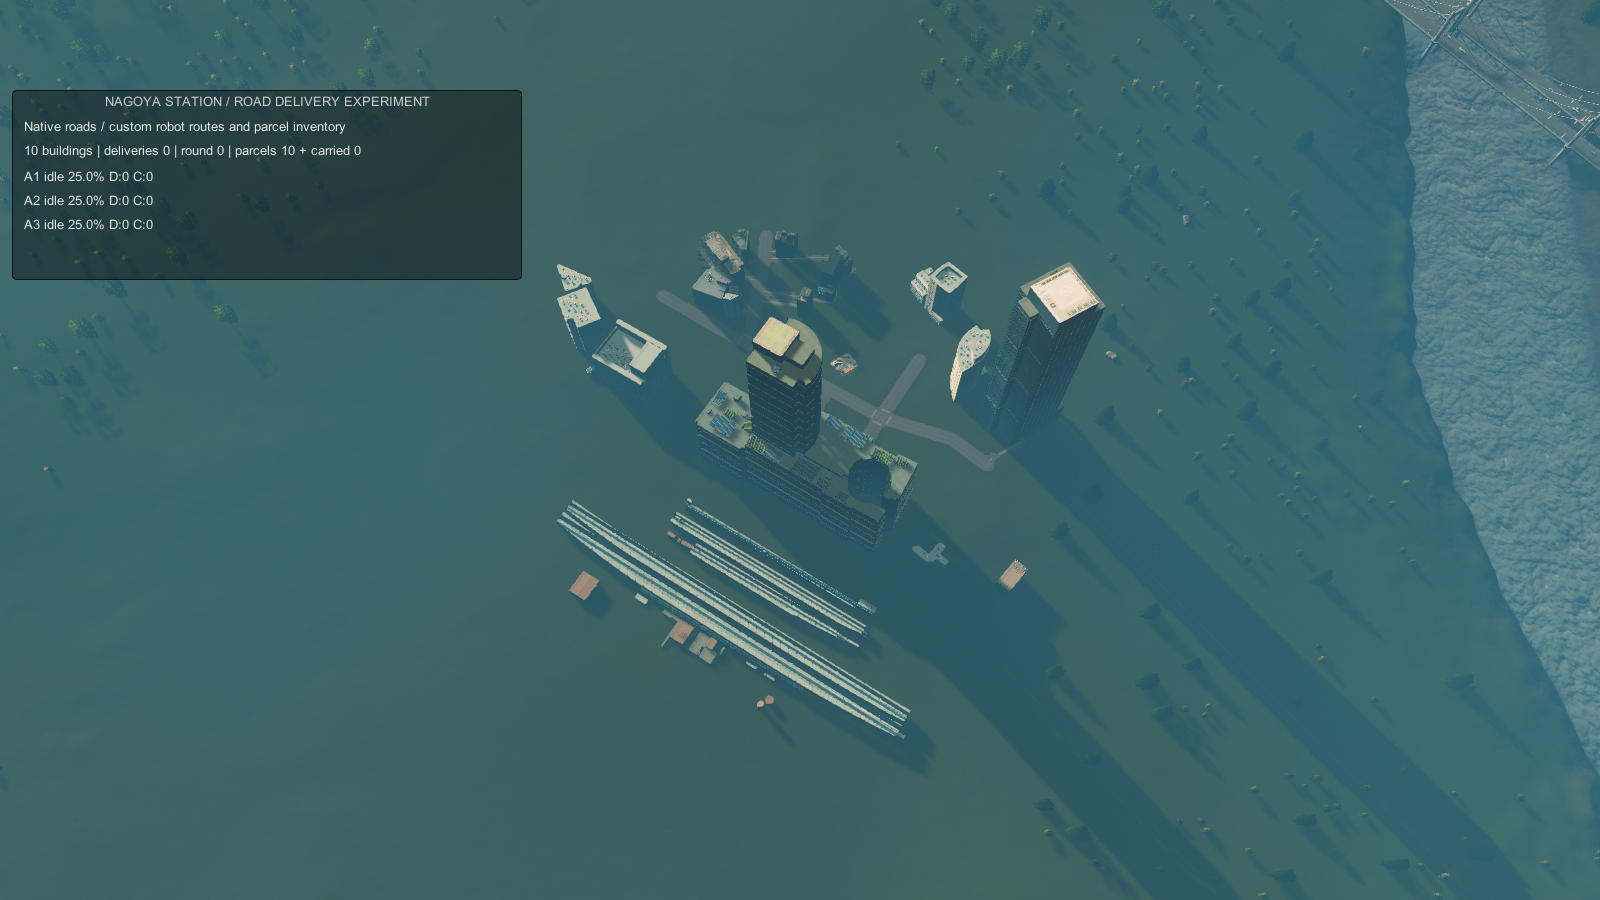 NAGOYA STATION / ROAD DELIVERY EXPERIMENT
Native roads / custom robot routes and parcel inventory
10 buildings | deliveries 0 | round 0 | parcels 10 + carried 0
A1 idle 25.0% D:0 C:0
A2 idle 25.0% D:0 C:0
A3 idle 25.0% D:0 C:0